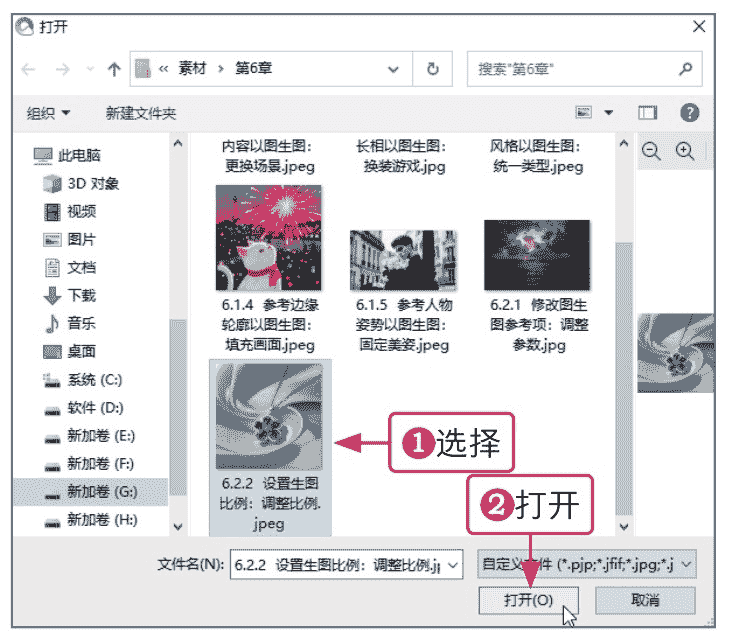 打开
« 素材 › 第6章
搜索"第6章"
组织
新建文件夹
此电脑
3D 对象
视频
图片
文档
下载
音乐
桌面
系统 (C:)
软件 (D:)
新加卷 (E:)
新加卷 (F:)
新加卷 (G:)
新加卷 (H:)
内容以图生图：
更换场景.jpeg
长相以图生图：
换装游戏.jpg
风格以图生图：
统一类型.jpeg
6.1.4 参考边缘
轮廓以图生图：
填充画面.jpeg
6.1.5 参考人物
姿势以图生图：
固定美姿.jpeg
6.2.1 修改图生
图参考项：调整
参数.jpg
6.2.2 设置生图
比例：调整比例.
jpeg
❶选择
❷打开
文件名(N):
6.2.2 设置生图比例：调整比例.j
自定义文件 (*.pjp;*.jfif;*.jpg;*.j
打开(O)
取消